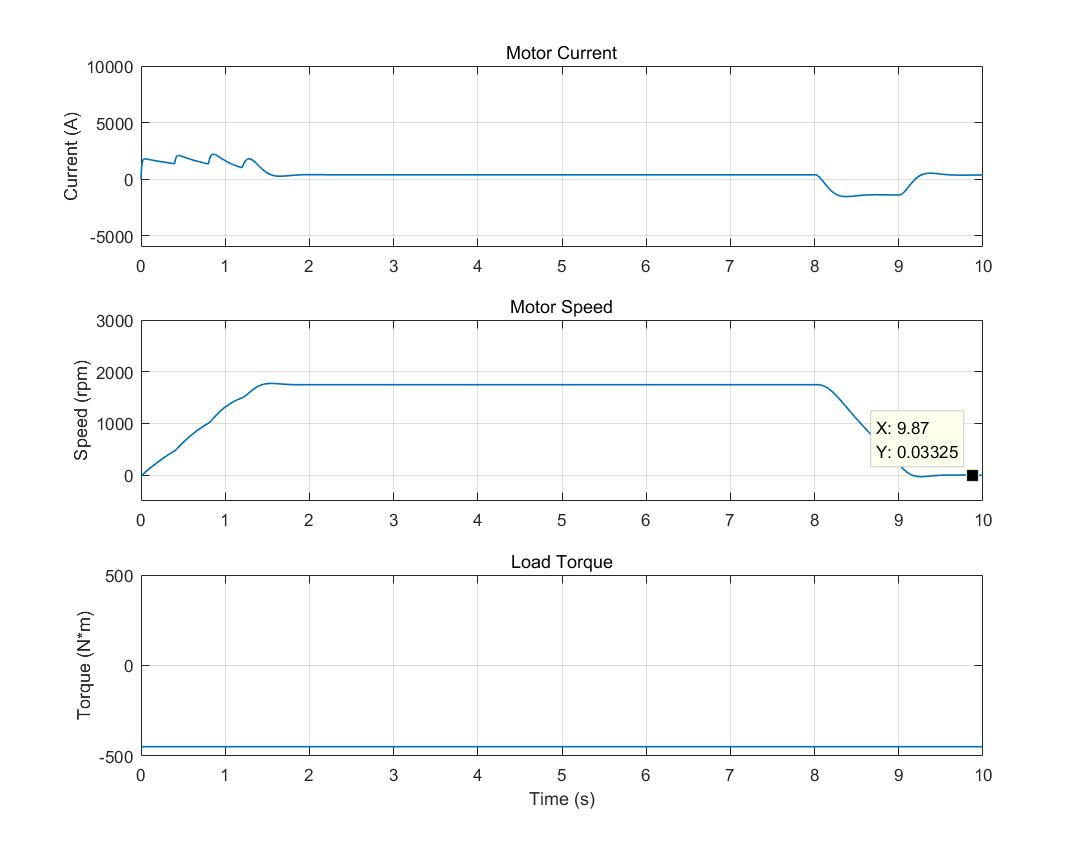 Motor Current
10000
5000
0
-5000
Current (A)
0 1 2 3 4 5 6 7 8 9 10
Motor Speed
3000
2000
1000
0
Speed (rpm)
X: 9.87
Y: 0.03325
0 1 2 3 4 5 6 7 8 9 10
Load Torque
500
0
-500
Torque (N*m)
0 1 2 3 4 5 6 7 8 9 10
Time (s)